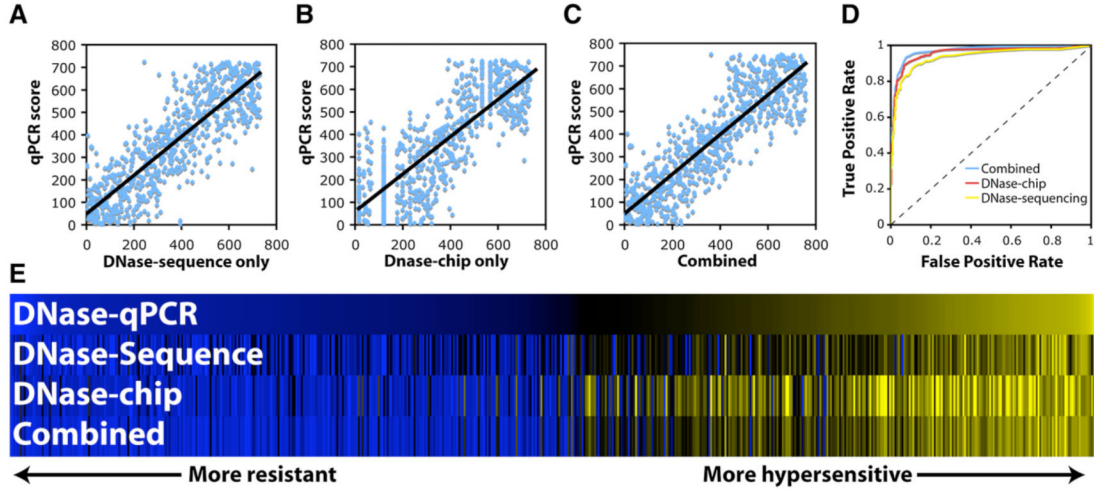 A
B
C
D
800
700
600
500
400
300
200
100
0
qPCR score
0 200 400 600 800
DNase-sequence only
800
700
600
500
400
300
200
100
0
qPCR score
0 200 400 600 800
Dnase-chip only
800
700
600
500
400
300
200
100
0
qPCR score
0 200 400 600 800
Combined
1
0.8
0.6
0.4
0.2
0
True Positive Rate
Combined
DNase-chip
DNase-sequencing
0 0.2 0.4 0.6 0.8 1
False Positive Rate
E
DNase-qPCR
DNase-Sequence
DNase-chip
Combined
More resistant
More hypersensitive